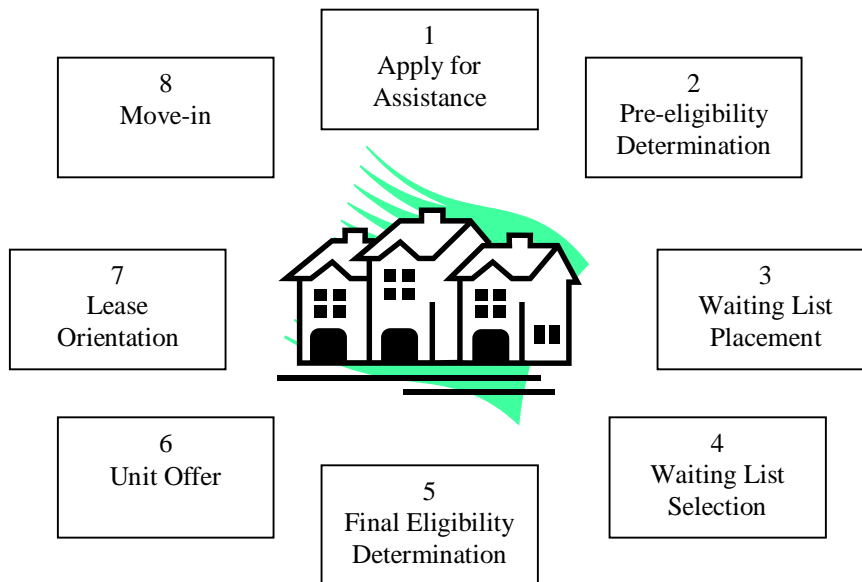 1
Apply for
Assistance
2
Pre-eligibility
Determination
3
Waiting List
Placement
4
Waiting List
Selection
5
Final Eligibility
Determination
6
Unit Offer
7
Lease
Orientation
8
Move-in